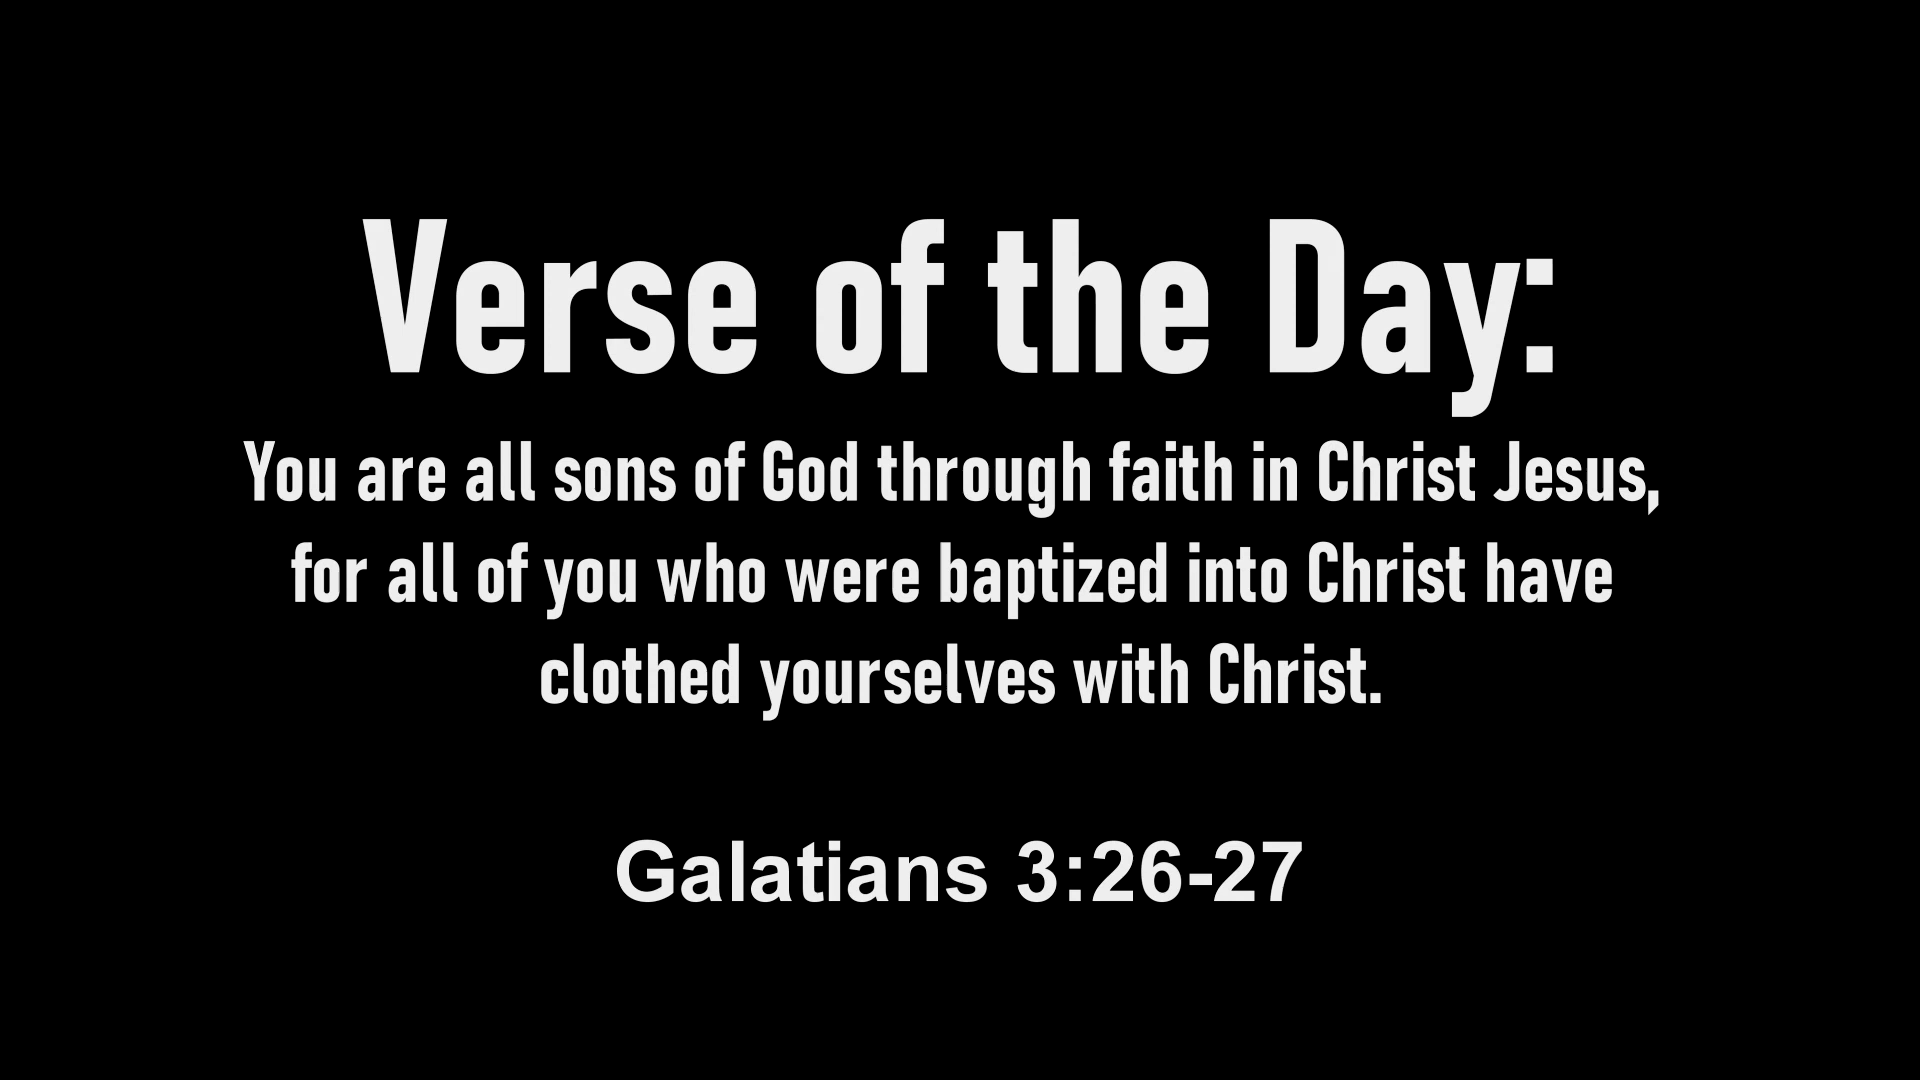 Verse of the Day:
You are all sons of God through faith in Christ Jesus,
for all of you who were baptized into Christ have
clothed yourselves with Christ.
Galatians 3:26-27